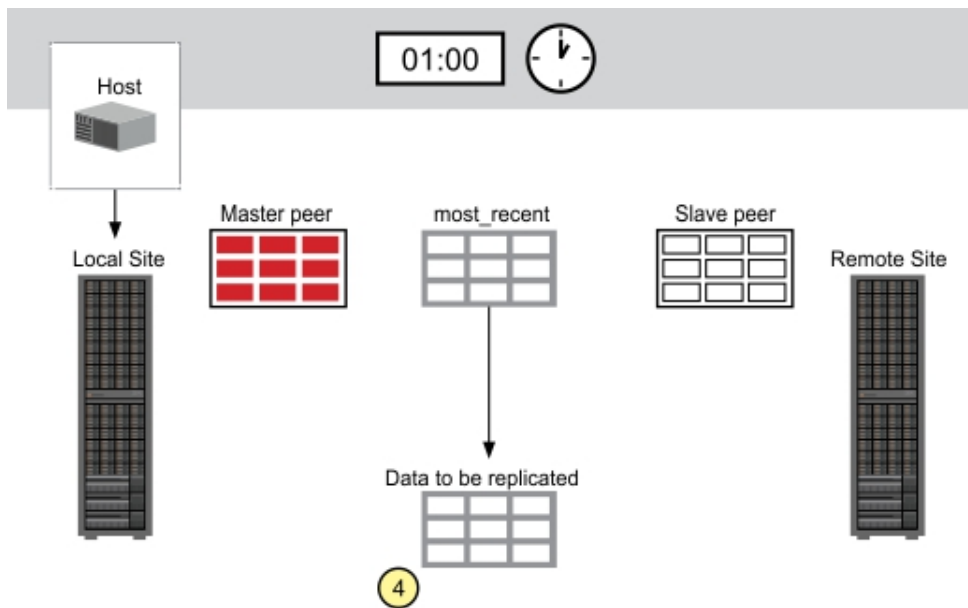 01:00
Host
Master peer
most_recent
Slave peer
Local Site
Remote Site
Data to be replicated
4